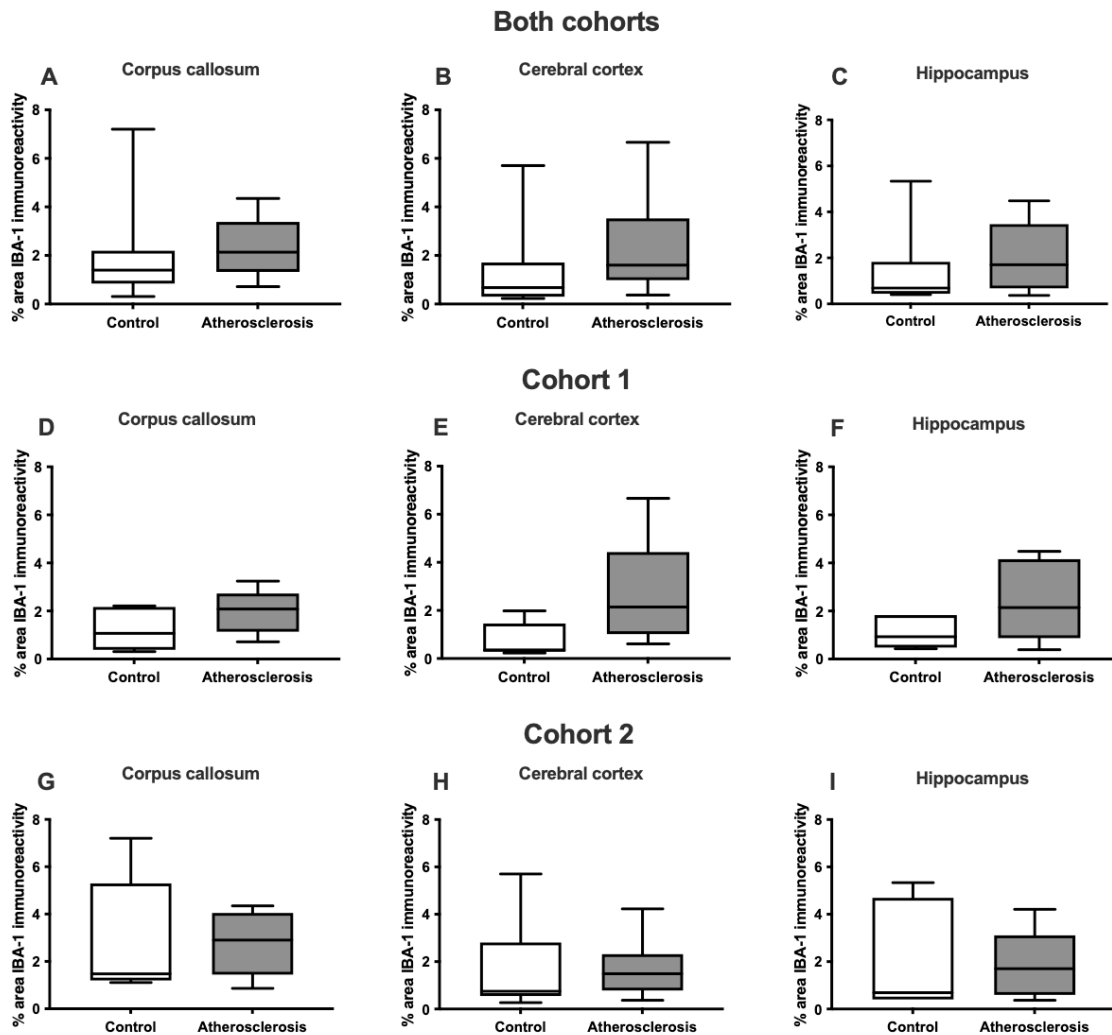 Both cohorts
A Corpus callosum
% area IBA-1 immunoreactivity
8
6
4
2
0
Control Atherosclerosis
B Cerebral cortex
% area IBA-1 immunoreactivity
8
6
4
2
0
Control Atherosclerosis
C Hippocampus
% area IBA-1 immunoreactivity
8
6
4
2
0
Control Atherosclerosis
Cohort 1
D Corpus callosum
% area IBA-1 immunoreactivity
8
6
4
2
0
Control Atherosclerosis
E Cerebral cortex
% area IBA-1 immunoreactivity
8
6
4
2
0
Control Atherosclerosis
F Hippocampus
% area IBA-1 immunoreactivity
8
6
4
2
0
Control Atherosclerosis
Cohort 2
G Corpus callosum
% area IBA-1 immunoreactivity
8
6
4
2
0
Control Atherosclerosis
H Cerebral cortex
% area IBA-1 immunoreactivity
8
6
4
2
0
Control Atherosclerosis
I Hippocampus
% area IBA-1 immunoreactivity
8
6
4
2
0
Control Atherosclerosis